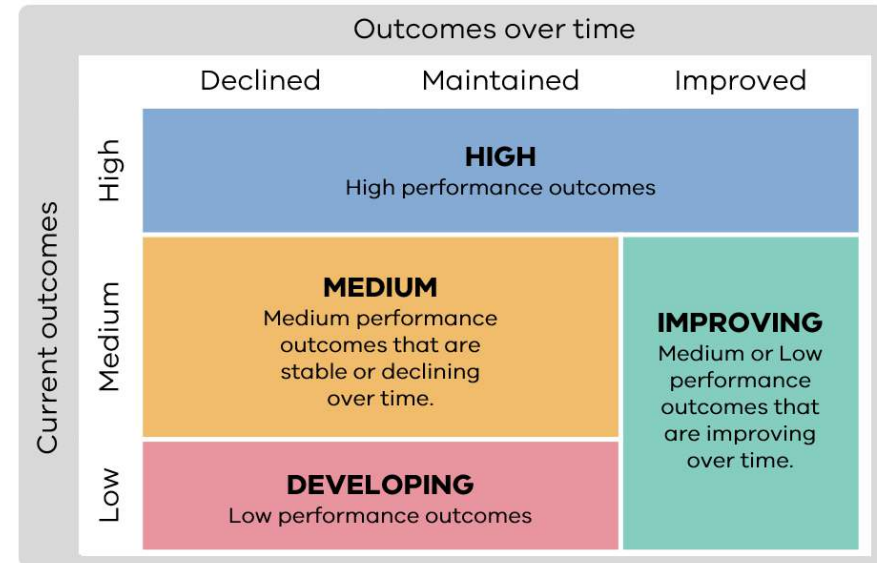 Outcomes over time
Declined
Maintained
Improved
Current outcomes
High
HIGH
High performance outcomes
Medium
MEDIUM
Medium performance
outcomes that are
stable or declining
over time.
IMPROVING
Medium or Low
performance
outcomes that
are improving
over time.
Low
DEVELOPING
Low performance outcomes